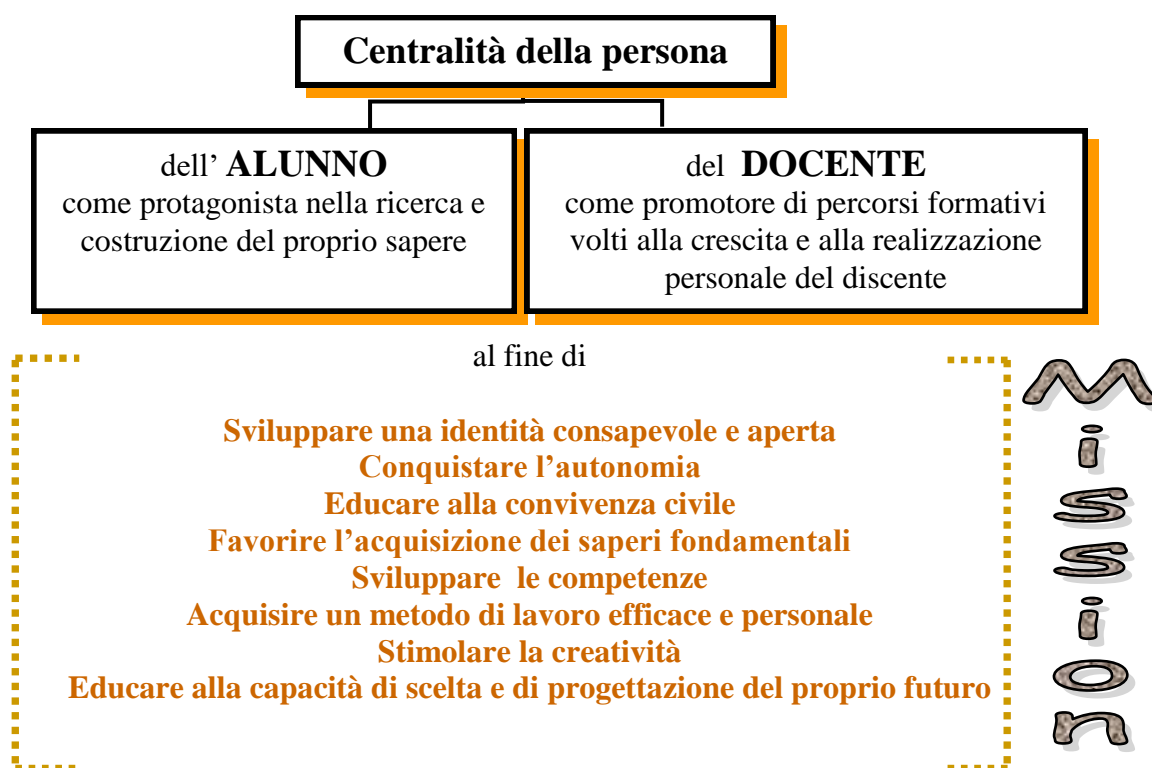 Centralità della persona
dell' ALUNNO
come protagonista nella ricerca e
costruzione del proprio sapere
del DOCENTE
come promotore di percorsi formativi
volti alla crescita e alla realizzazione
personale del discente
al fine di
Sviluppare una identità consapevole e aperta
Conquistare l’autonomia
Educare alla convivenza civile
Favorire l’acquisizione dei saperi fondamentali
Sviluppare le competenze
Acquisire un metodo di lavoro efficace e personale
Stimolare la creatività
Educare alla capacità di scelta e di progettazione del proprio futuro
Mission